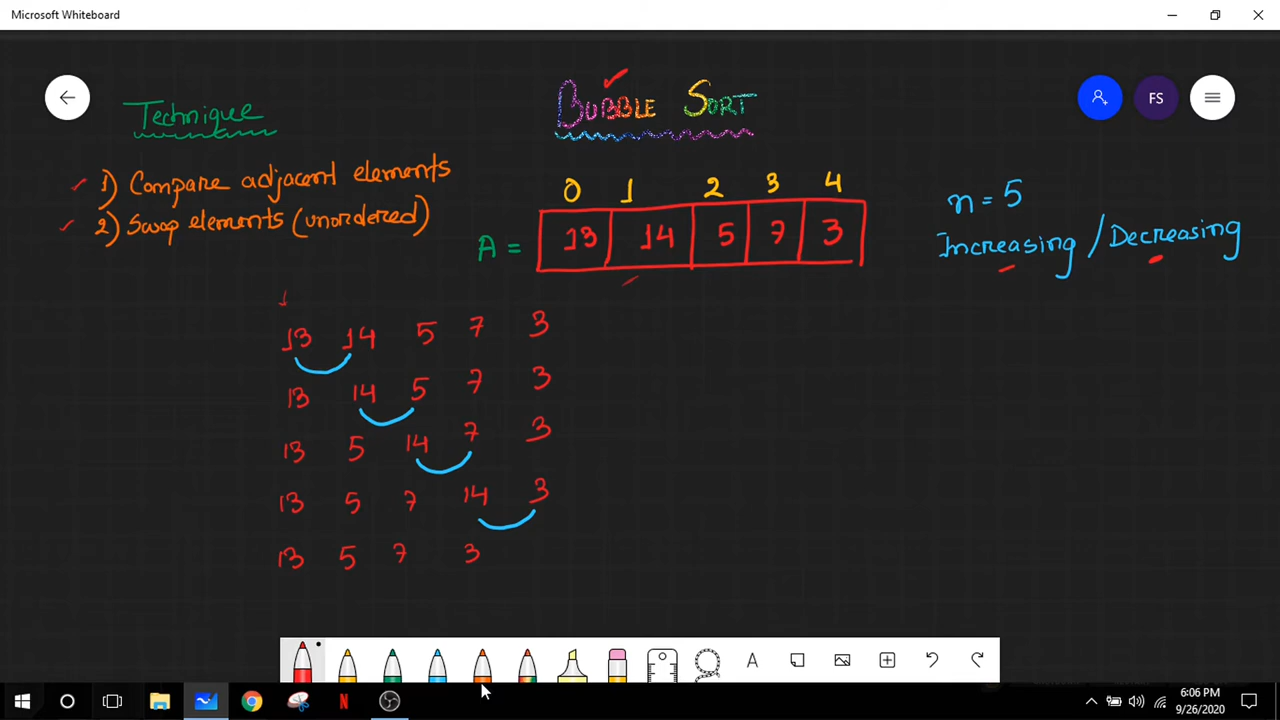 Microsoft Whiteboard
BUBBLE SORT
FS
Technique
1) Compare adjacent elements
2) Swap elements (unordered)
0 1 2 3 4
A = 13 14 5 7 3
n = 5
Increasing / Decreasing
13 14 5 7 3
13 14 5 7 3
13 5 14 7 3
13 5 7 14 3
13 5 7 3
A
N
6:06 PM
9/26/2020